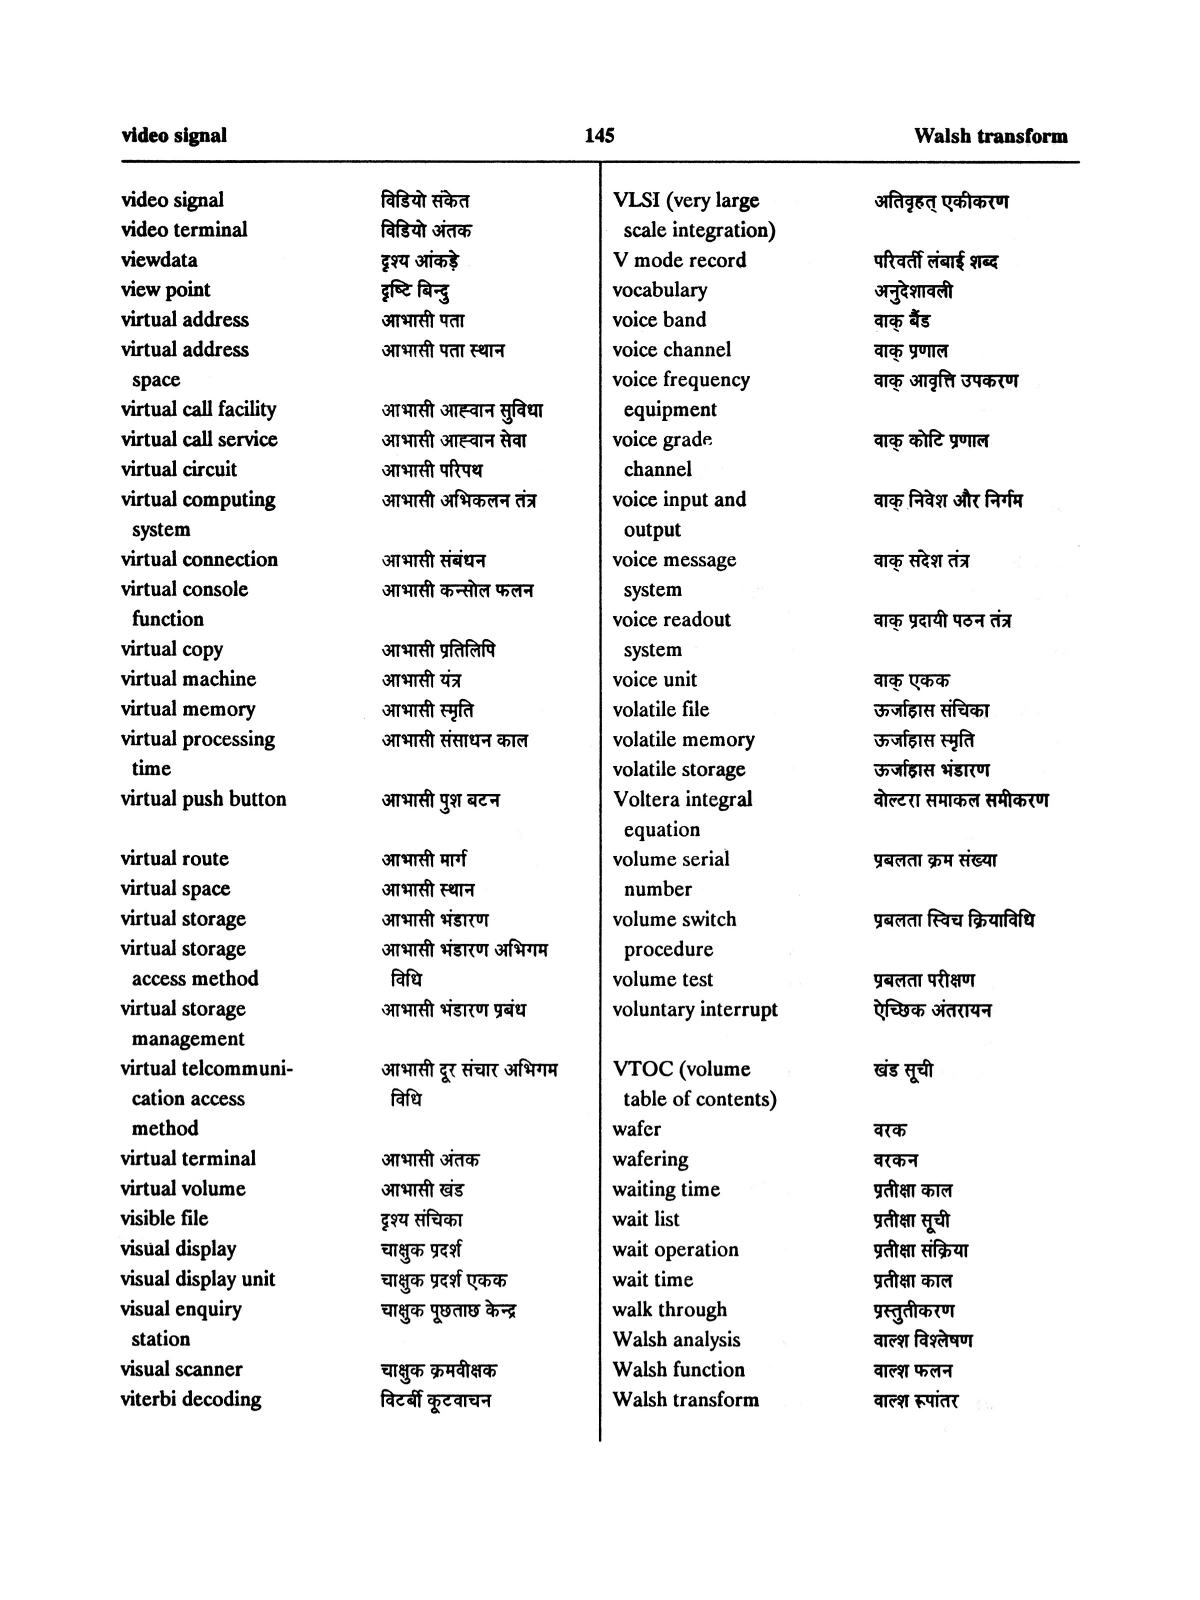 video signal 145 Walsh transform
video signal विडियो संकेत
video terminal विडियो अंतक
viewdata दृश्य आंकड़े
view point दृष्टि बिन्दु
virtual address आभासी पता
virtual address आभासी पता स्थान
space
virtual call facility आभासी आह्वान सुविधा
virtual call service आभासी आह्वान सेवा
virtual circuit आभासी परिपथ
virtual computing आभासी अभिकलन तंत्र
system
virtual connection आभासी संबंधन
virtual console आभासी कन्सोल फलन
function
virtual copy आभासी प्रतिलिपि
virtual machine आभासी यंत्र
virtual memory आभासी स्मृति
virtual processing आभासी संसाधन काल
time
virtual push button आभासी पुश बटन
virtual route आभासी मार्ग
virtual space आभासी स्थान
virtual storage आभासी भंडारण
virtual storage आभासी भंडारण अभिगम
access method विधि
virtual storage आभासी भंडारण प्रबंध
management
virtual telcommuni- आभासी दूर संचार अभिगम
cation access विधि
method
virtual terminal आभासी अंतक
virtual volume आभासी खंड
visible file दृश्य संचिका
visual display चाक्षुक प्रदर्श
visual display unit चाक्षुक प्रदर्श एकक
visual enquiry चाक्षुक पूछताछ केन्द्र
station
visual scanner चाक्षुक क्रमवीक्षक
viterbi decoding विटर्बी कूटवाचन
VLSI (very large अतिवृहत् एकीकरण
scale integration)
V mode record परिवर्ती लंबाई शब्द
vocabulary अनुदेशावली
voice band वाक् बैंड
voice channel वाक् प्रणाल
voice frequency वाक् आवृत्ति उपकरण
equipment
voice grade वाक् कोटि प्रणाल
channel
voice input and वाक् निवेश और निर्गम
output
voice message वाक् संदेश तंत्र
system
voice readout वाक् प्रदायी पठन तंत्र
system
voice unit वाक् एकक
volatile file ऊर्जाह्रास संचिका
volatile memory ऊर्जाह्रास स्मृति
volatile storage ऊर्जाह्रास भंडारण
Voltera integral वोल्टरा समाकल समीकरण
equation
volume serial प्रबलता क्रम संख्या
number
volume switch प्रबलता स्विच क्रियाविधि
procedure
volume test प्रबलता परीक्षण
voluntary interrupt ऐच्छिक अंतरायन
VTOC (volume खंड सूची
table of contents)
wafer वरक
wafering वरकन
waiting time प्रतीक्षा काल
wait list प्रतीक्षा सूची
wait operation प्रतीक्षा संक्रिया
wait time प्रतीक्षा काल
walk through प्रस्तुतीकरण
Walsh analysis वाल्श विश्लेषण
Walsh function वाल्श फलन
Walsh transform वाल्श रूपांतर